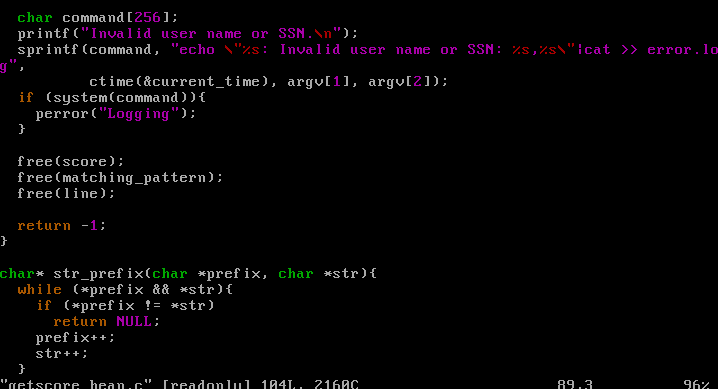 char command[256];
printf("Invalid user name or SSN.\n");
sprintf(command, "echo \"%s: Invalid user name or SSN: %s,%s\"|cat >> error.lo
g",
ctime(&current_time), argv[1], argv[2]);
if (system(command)){
perror("Logging");
}
free(score);
free(matching_pattern);
free(line);
return -1;
}
char* str_prefix(char *prefix, char *str){
while (*prefix && *str){
if (*prefix != *str)
return NULL;
prefix++;
str++;
}
"getscore_heap.c" [readonly] 104L, 2160C 89,3 96%